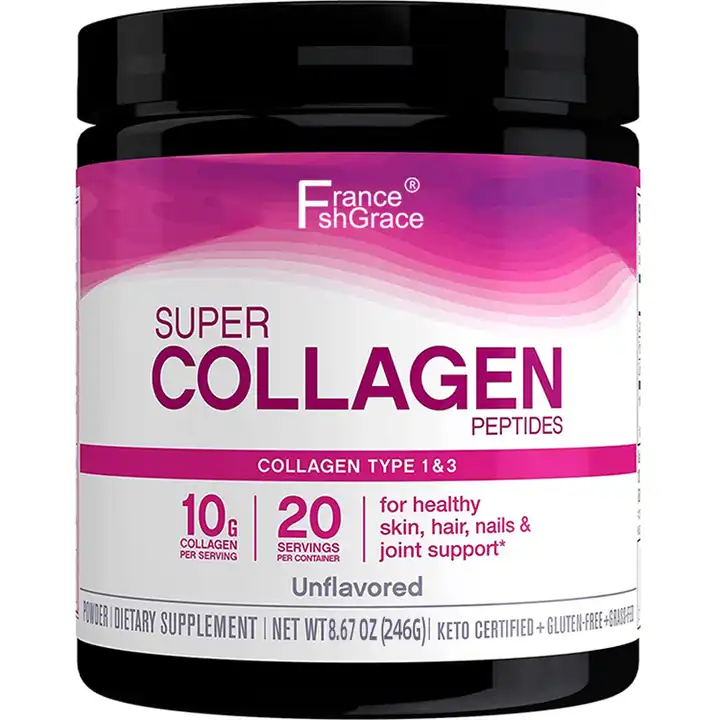 France®
FshGrace
SUPER
COLLAGEN
PEPTIDES
COLLAGEN TYPE 1&3
10G
COLLAGEN
PER SERVING
20
SERVINGS
PER CONTAINER
for healthy
skin, hair, nails &
joint support*
Unflavored
POWDER | DIETARY SUPPLEMENT | NET WT 8.67 OZ (246G) | KETO CERTIFIED + GLUTEN-FREE + GRASS-FED